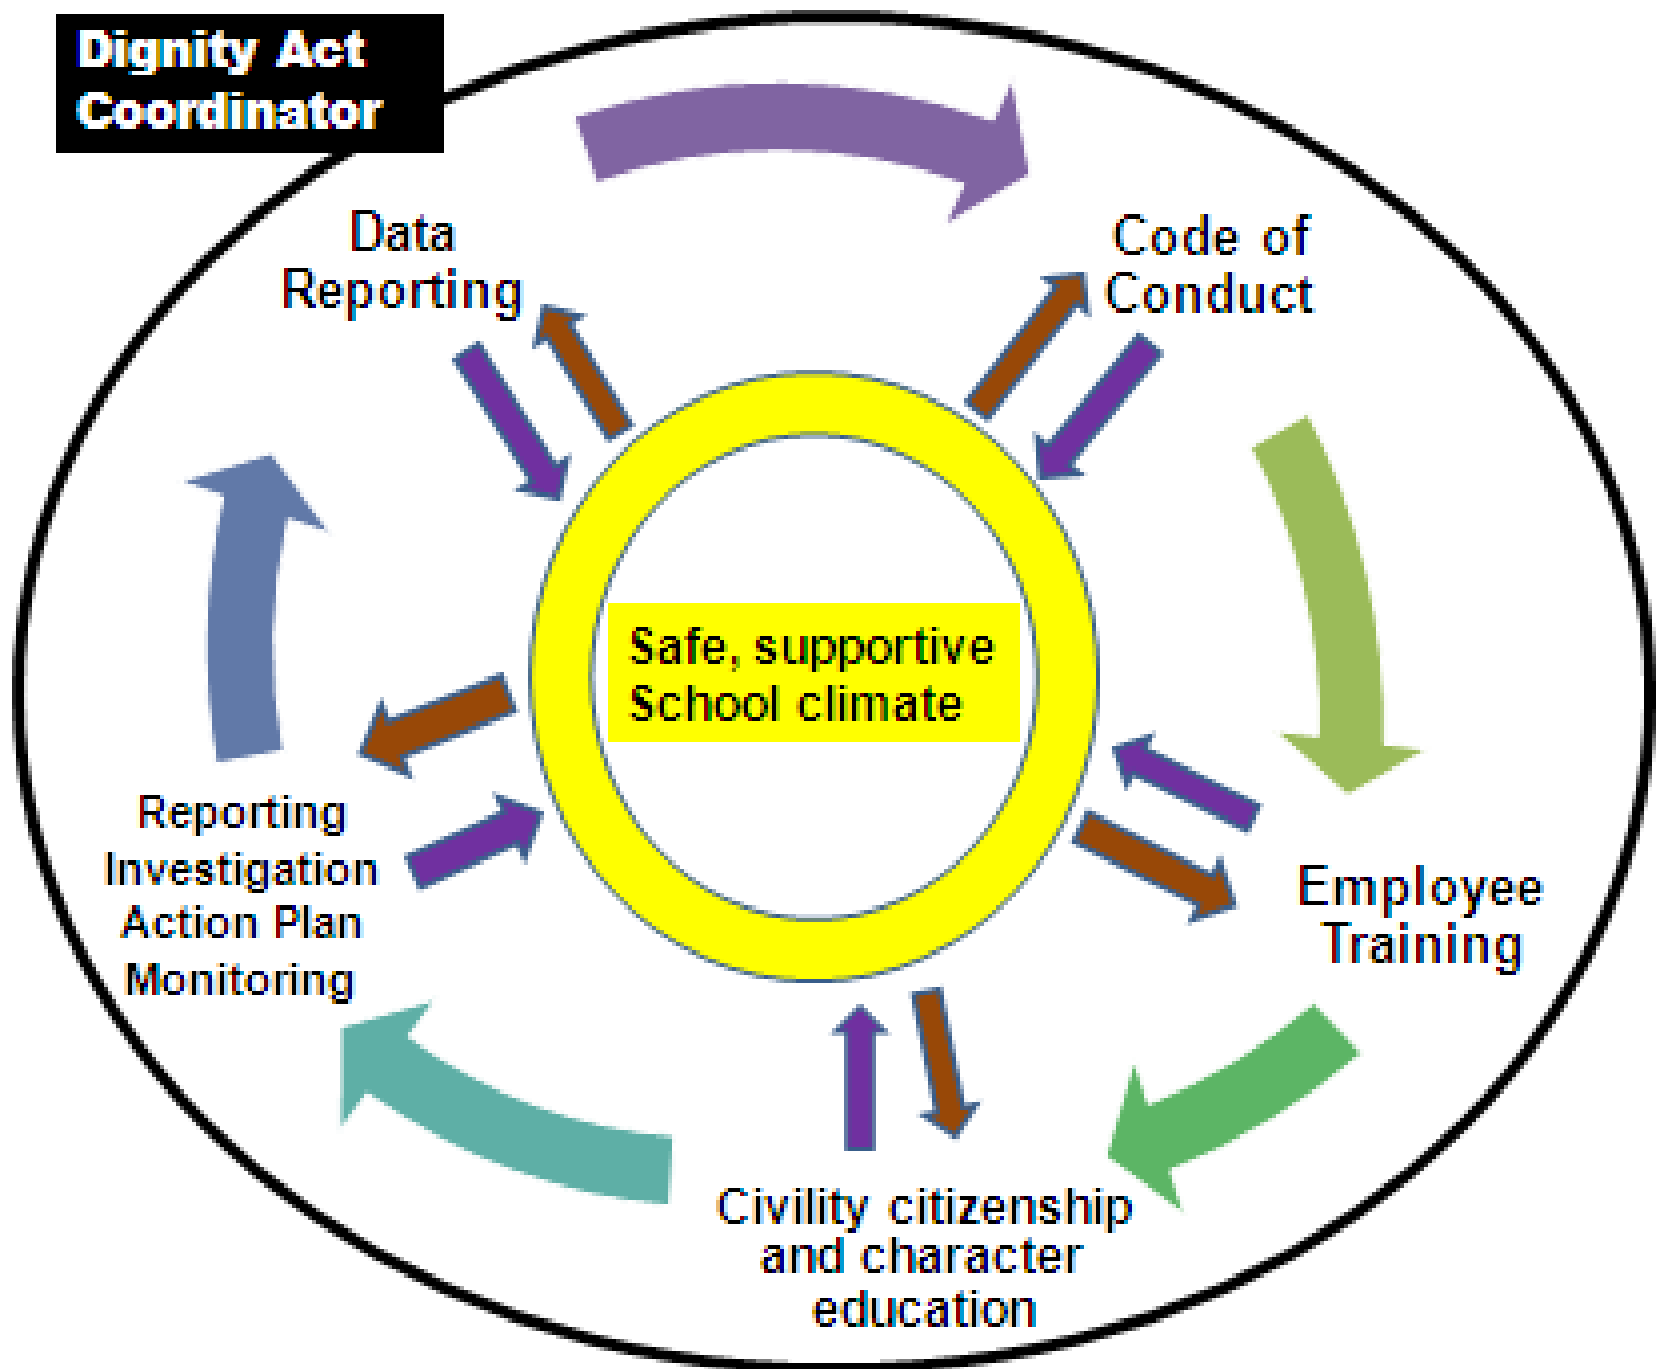 Dignity Act
Coordinator
Data
Reporting
Code of
Conduct
Safe, supportive
School climate
Reporting
Investigation
Action Plan
Monitoring
Employee
Training
Civility citizenship
and character
education